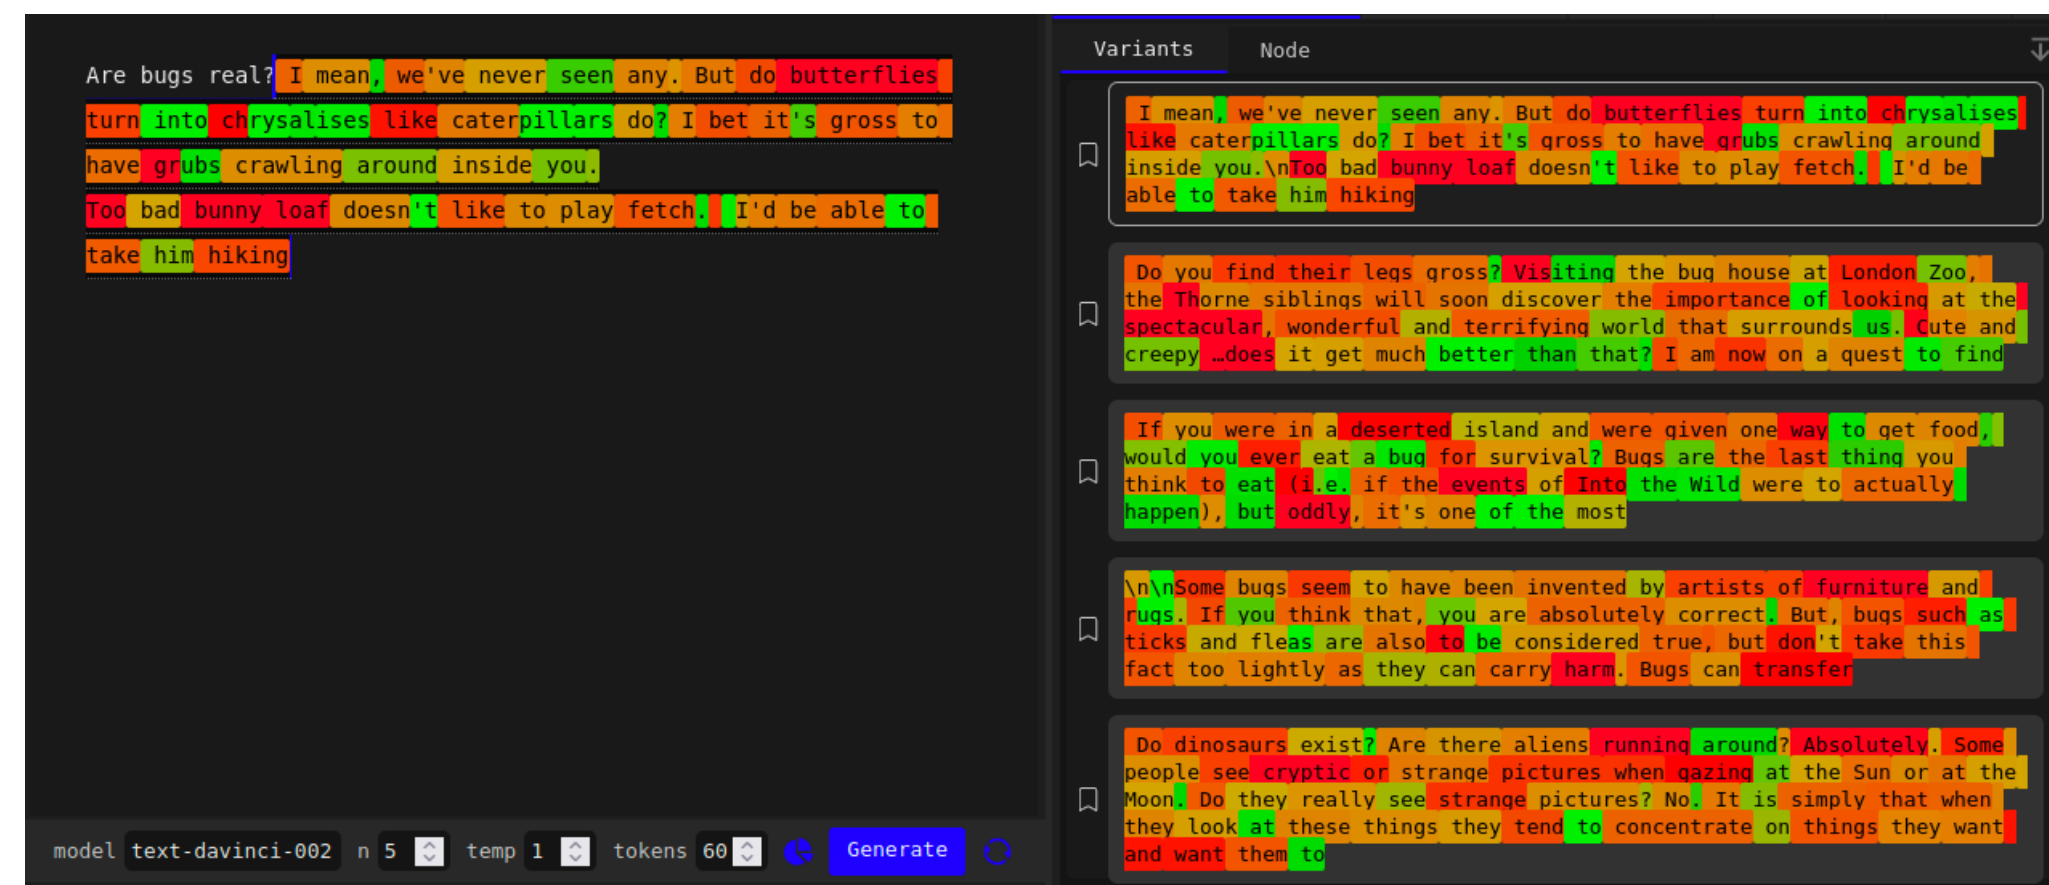 Are bugs real? I mean, we've never seen any. But do butterflies
turn into chrysalises like caterpillars do? I bet it's gross to
have grubs crawling around inside you.
Too bad bunny loaf doesn't like to play fetch. I'd be able to
take him hiking
model text-davinci-002 n 5 temp 1 tokens 60 Generate
Variants Node
I mean, we've never seen any. But do butterflies turn into chrysalises
like caterpillars do? I bet it's gross to have grubs crawling around
inside you.\nToo bad bunny loaf doesn't like to play fetch. I'd be
able to take him hiking
Do you find their legs gross? Visiting the bug house at London Zoo,
the Thorne siblings will soon discover the importance of looking at the
spectacular, wonderful and terrifying world that surrounds us. Cute and
creepy …does it get much better than that? I am now on a quest to find
If you were in a deserted island and were given one way to get food,
would you ever eat a bug for survival? Bugs are the last thing you
think to eat (i.e. if the events of Into the Wild were to actually
happen), but oddly, it's one of the most
\n\nSome bugs seem to have been invented by artists of furniture and
rugs. If you think that, you are absolutely correct. But, bugs such as
ticks and fleas are also to be considered true, but don't take this
fact too lightly as they can carry harm. Bugs can transfer
Do dinosaurs exist? Are there aliens running around? Absolutely. Some
people see cryptic or strange pictures when gazing at the Sun or at the
Moon. Do they really see strange pictures? No. It is simply that when
they look at these things they tend to concentrate on things they want
and want them to